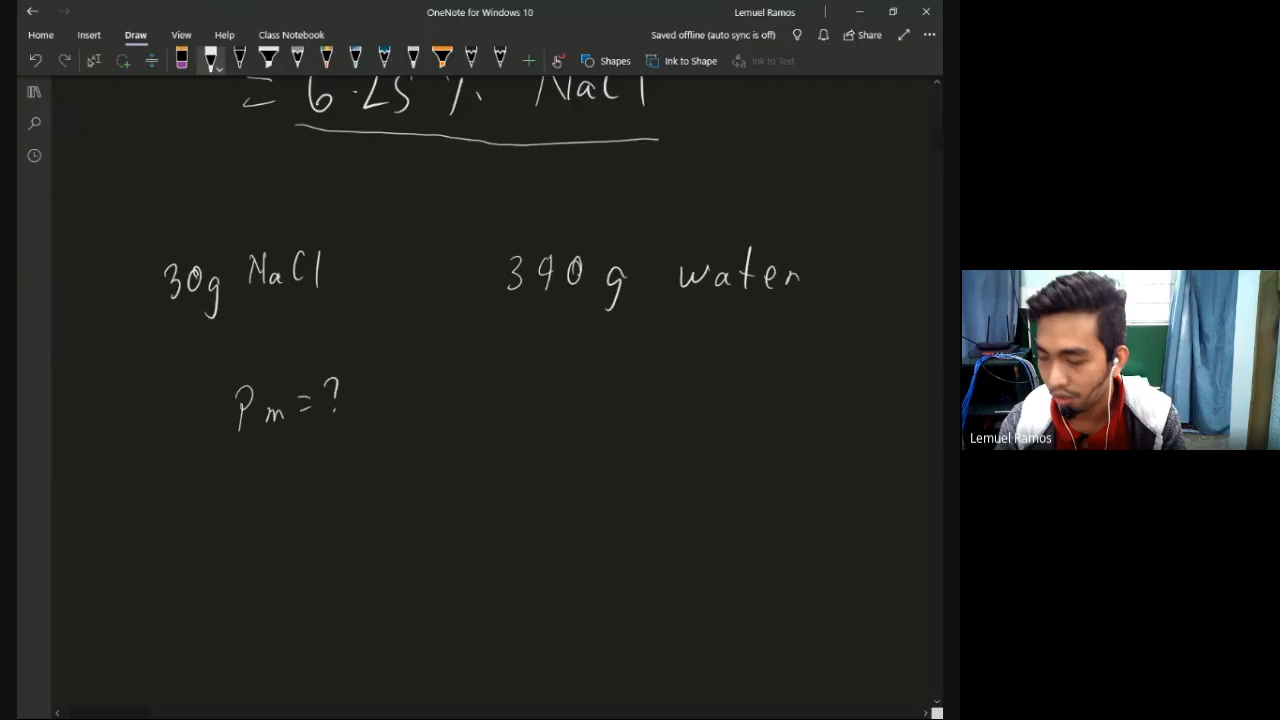 OneNote for Windows 10
Lemuel Ramos
Home Insert Draw View Help Class Notebook
Saved offline (auto sync is off) Share
Shapes Ink to Shape Ink to Text
= 6.25 % NaCl
30g NaCl 390 g water
Pm = ?
Lemuel Ramos